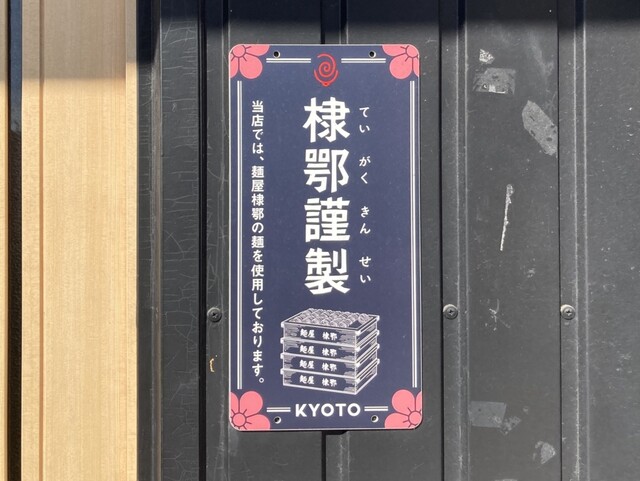 棣鄂謹製
てい がく きん せい
当店では、麺屋棣鄂の麺を使用しております。
麺屋 棣鄂
麺屋 棣鄂
麺屋 棣鄂
麺屋 棣鄂
KYOTO